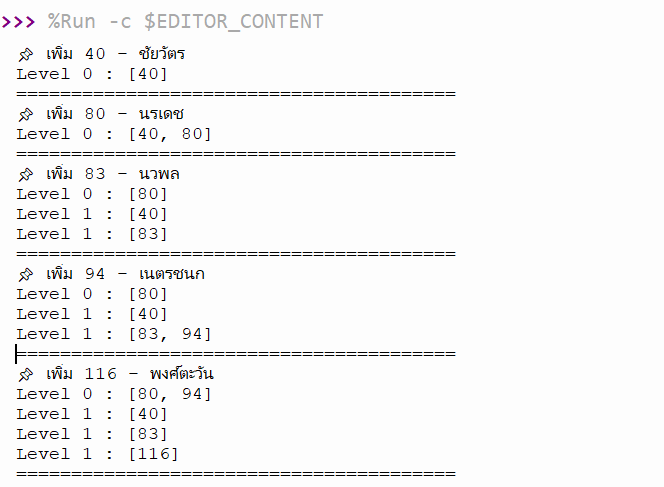 >>> %Run -c $EDITOR_CONTENT
📌 เพิ่ม 40 - ชัยวัตร
Level 0 : [40]
========================================
📌 เพิ่ม 80 - นรเดช
Level 0 : [40, 80]
========================================
📌 เพิ่ม 83 - นวพล
Level 0 : [80]
Level 1 : [40]
Level 1 : [83]
========================================
📌 เพิ่ม 94 - เนตรชนก
Level 0 : [80]
Level 1 : [40]
Level 1 : [83, 94]
========================================
📌 เพิ่ม 116 - พงศ์ตะวัน
Level 0 : [80, 94]
Level 1 : [40]
Level 1 : [83]
Level 1 : [116]
========================================